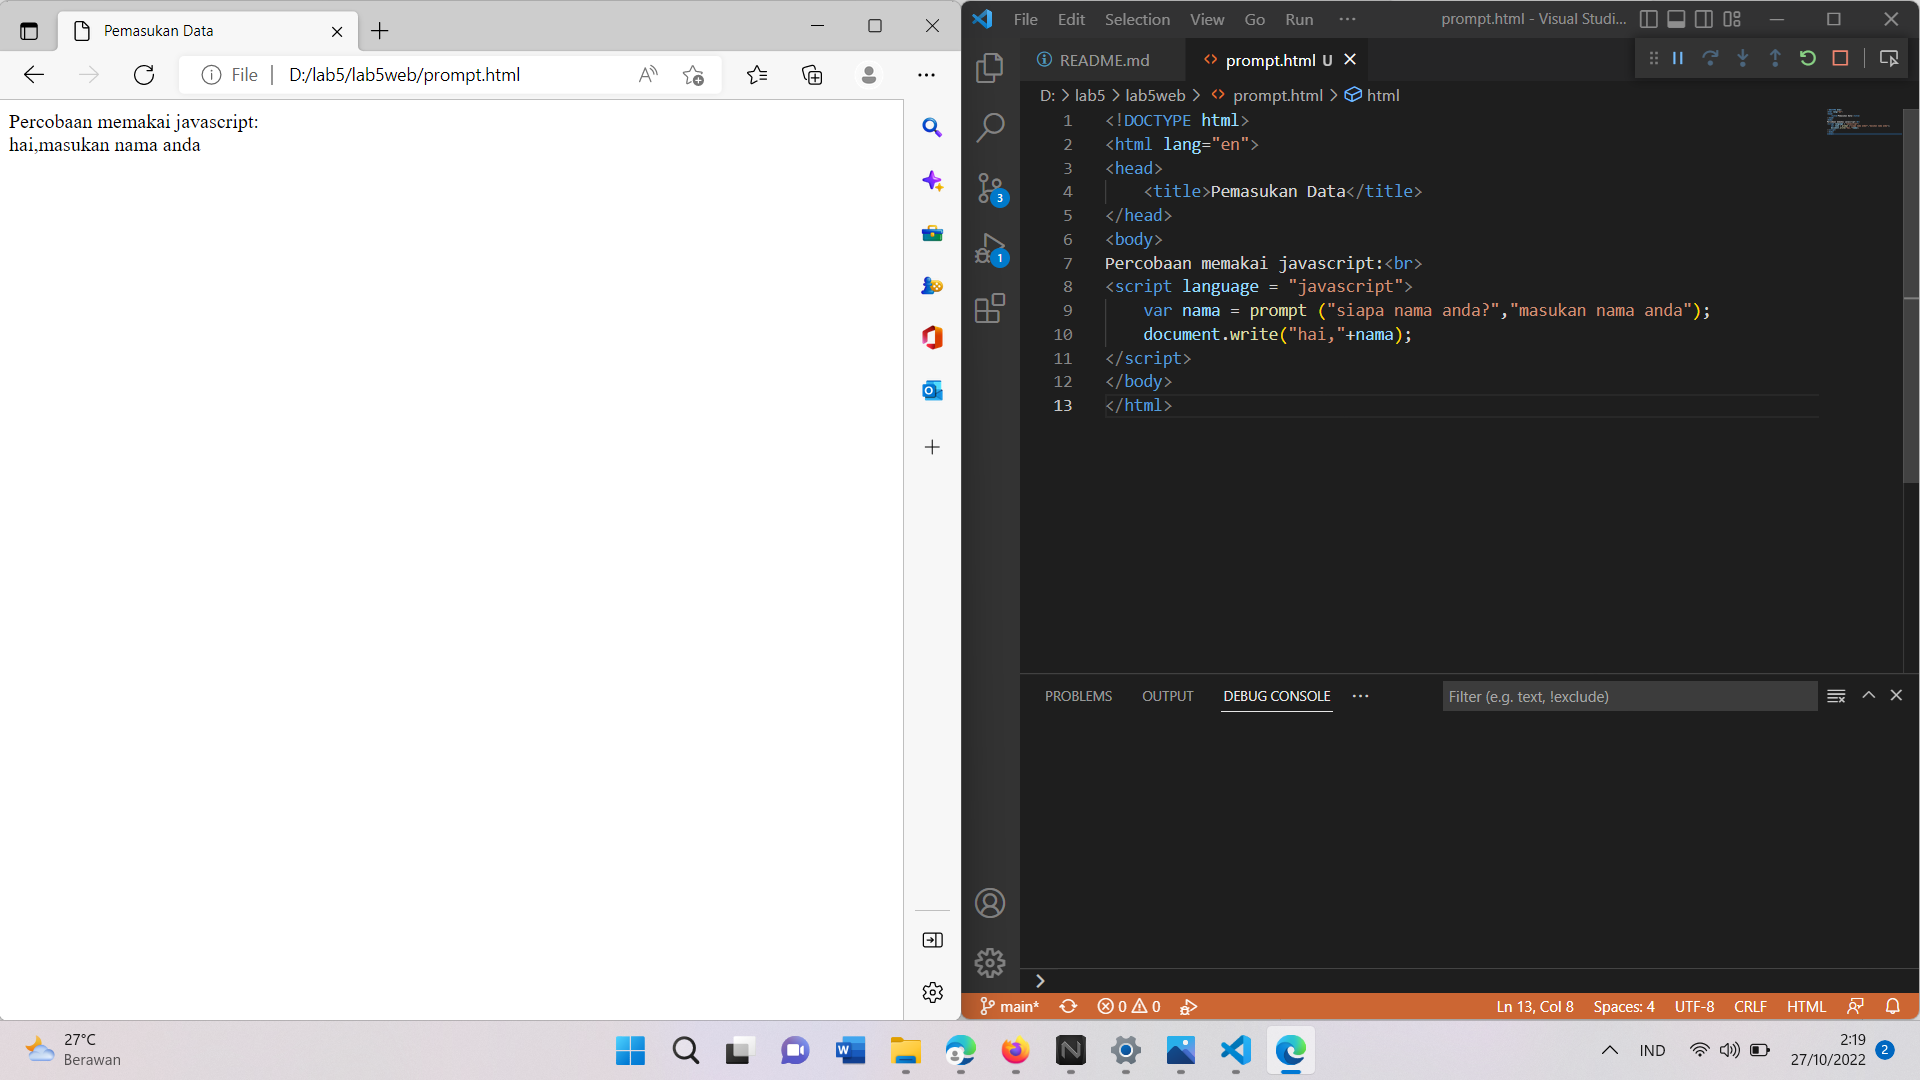 Pemasukan Data
File
D:/lab5/lab5web/prompt.html
Percobaan memakai javascript:
hai,masukan nama anda
File Edit Selection View Go Run ··· prompt.html - Visual Studi...
README.md prompt.html U
D: > lab5 > lab5web > prompt.html > html
1 <!DOCTYPE html>
2 <html lang="en">
3 <head>
4 <title>Pemasukan Data</title>
5 </head>
6 <body>
7 Percobaan memakai javascript:<br>
8 <script language = "javascript">
9 var nama = prompt ("siapa nama anda?","masukan nama anda");
10 document.write("hai,"+nama);
11 </script>
12 </body>
13 </html>
3
1
PROBLEMS OUTPUT DEBUG CONSOLE ··· Filter (e.g. text, !exclude)
main* 0 0 Ln 13, Col 8 Spaces: 4 UTF-8 CRLF HTML
27°C
Berawan
IND
2:19
27/10/2022
2